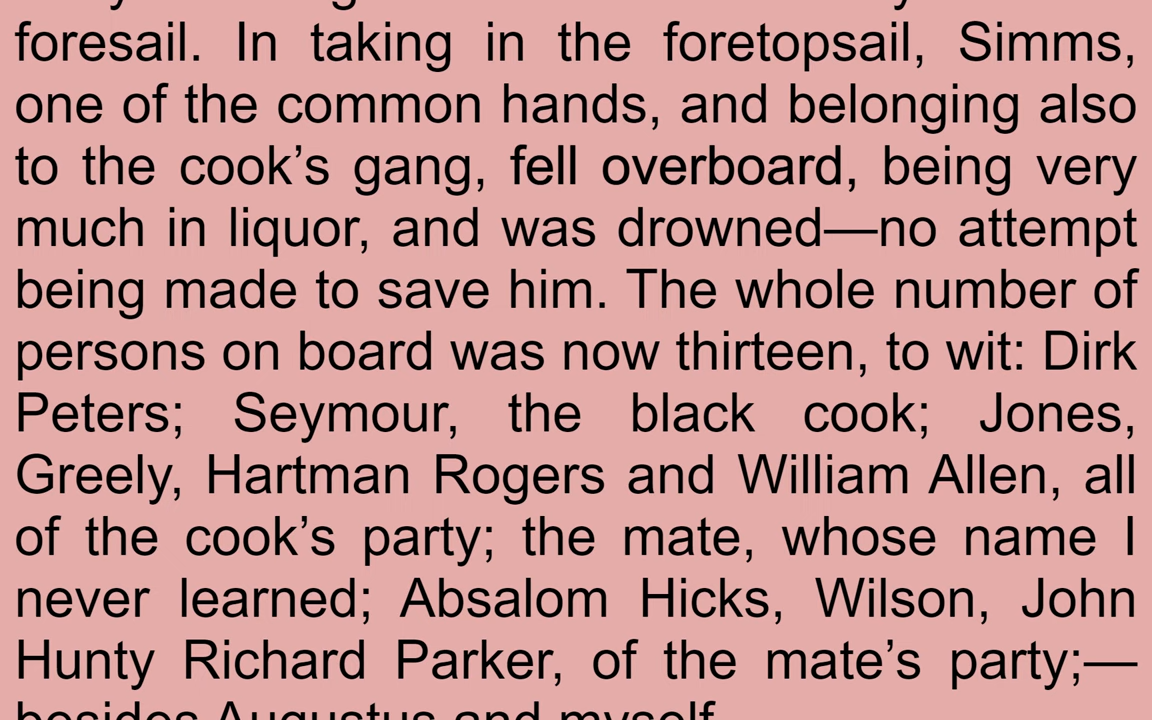 foresail. In taking in the foretopsail, Simms,
one of the common hands, and belonging also
to the cook’s gang, fell overboard, being very
much in liquor, and was drowned—no attempt
being made to save him. The whole number of
persons on board was now thirteen, to wit: Dirk
Peters; Seymour, the black cook; Jones,
Greely, Hartman Rogers and William Allen, all
of the cook’s party; the mate, whose name I
never learned; Absalom Hicks, Wilson, John
Hunty Richard Parker, of the mate’s party;—
besides Augustus and myself.